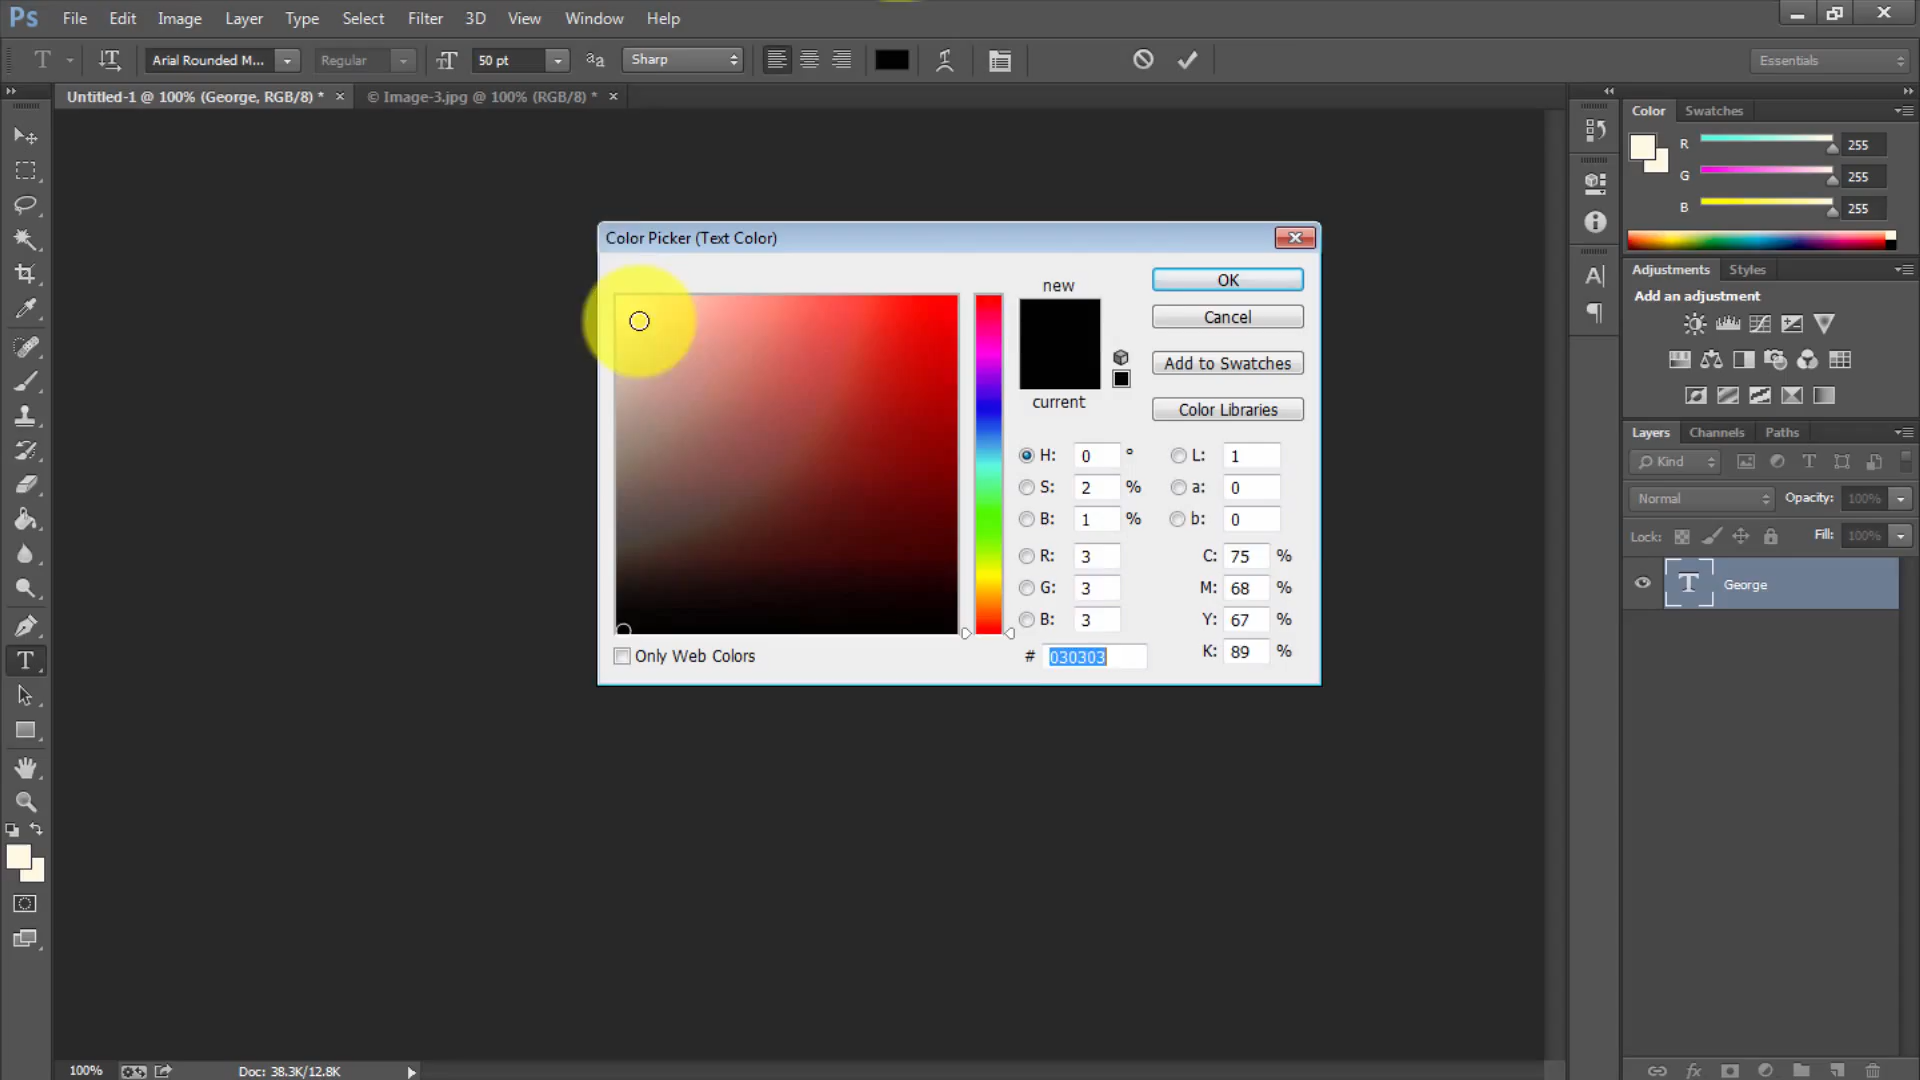 Ps File Edit Image Layer Type Select Filter 3D View Window Help
T Arial Rounded M... Regular 50 pt aa Sharp Essentials
Untitled-1 @ 100% (George, RGB/8) * × © Image-3.jpg @ 100% (RGB/8) * ×
Color Swatches
R 255
G 255
B 255
Adjustments Styles
Add an adjustment
Layers Channels Paths
Kind
Normal Opacity: 100%
Lock: Fill: 100%
T George
Color Picker (Text Color)
new
current
OK
Cancel
Add to Swatches
Color Libraries
H: 0 ° L: 1
S: 2 % a: 0
B: 1 % b: 0
R: 3 C: 75 %
G: 3 M: 68 %
B: 3 Y: 67 %
# 030303 K: 89 %
Only Web Colors
100% Doc: 38.3K/12.8K
fx